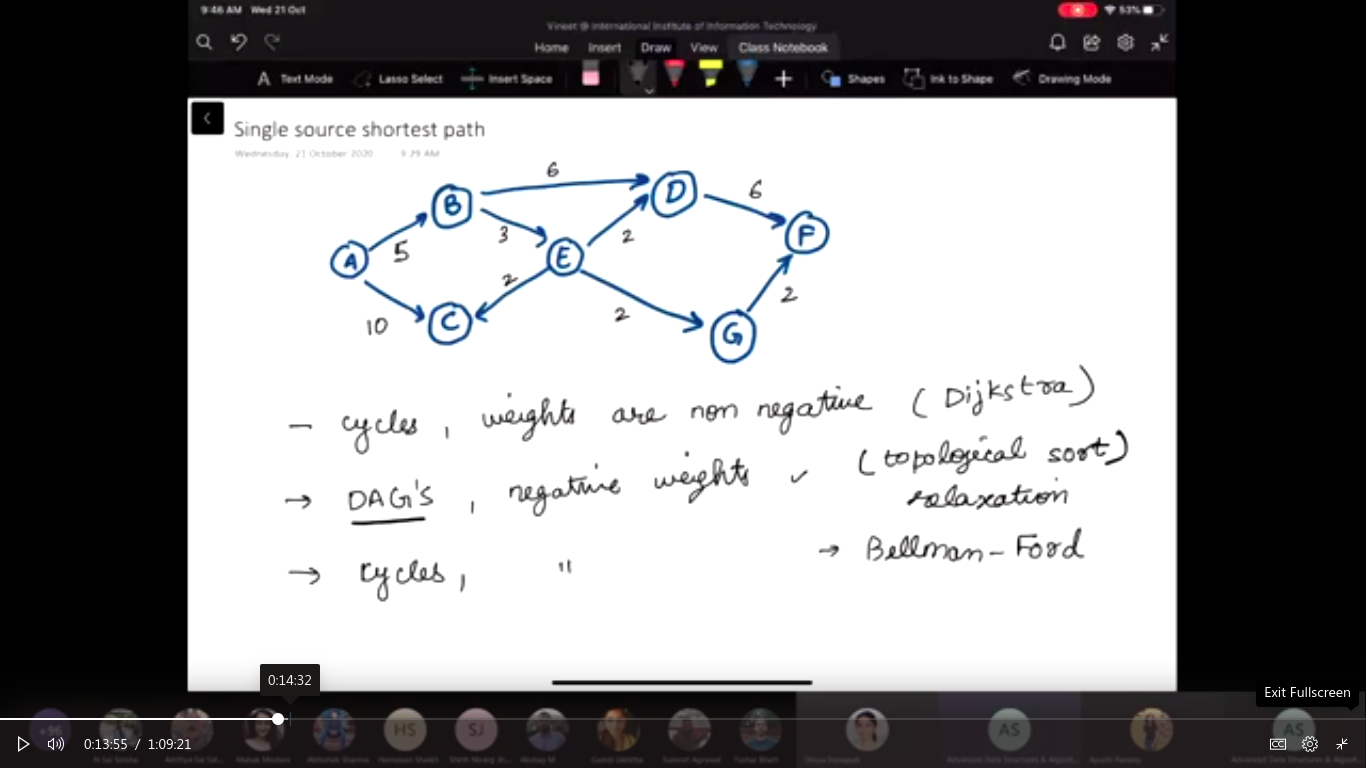 9:46 AM Wed 21 Oct
53%
Vineet @ International Institute of Information Technology
Home Insert Draw View Class Notebook
Text Mode Lasso Select Insert Space Shapes Ink to Shape Drawing Mode
Single source shortest path
Wednesday, 21 October 2020 9:29 AM
6
B D 6
3 F
A 5 E 2
2
10 C 2 G 2
- cycles, weights are non negative (Dijkstra)
→ DAG'S, negative weights ✓ (topological sort)
relaxation
→ cycles, " → Bellman-Ford
0:14:32
Exit Fullscreen
HS SJ AS AS
0:13:55 / 1:09:21
CC